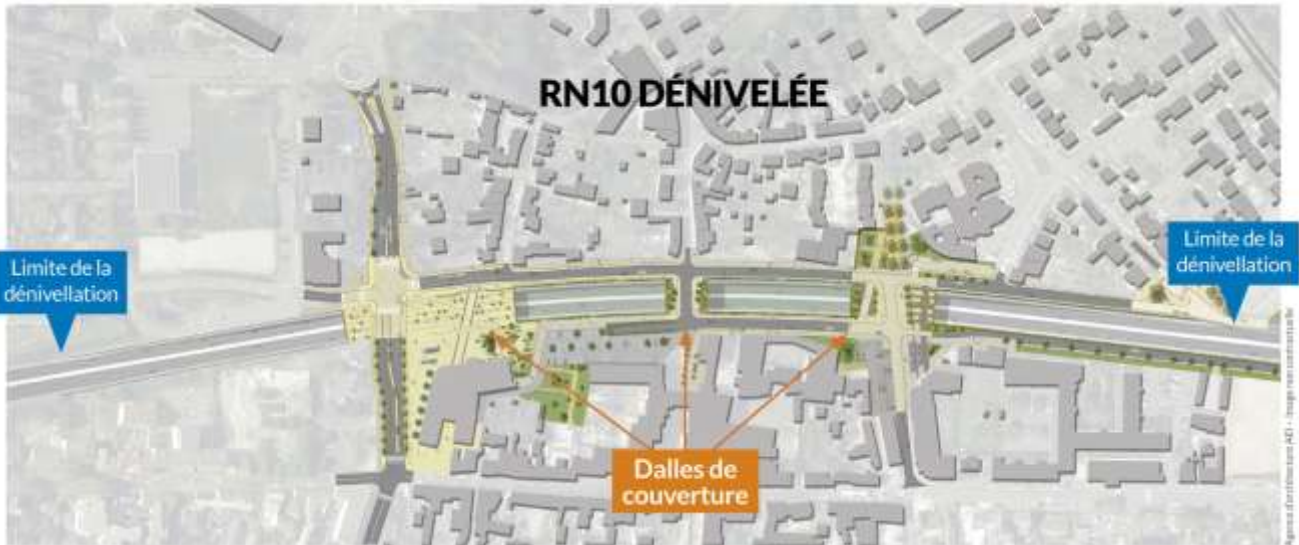 RN10 DÉNIVELÉE
Limite de la
dénivellation
Limite de la
dénivellation
Dalles de
couverture